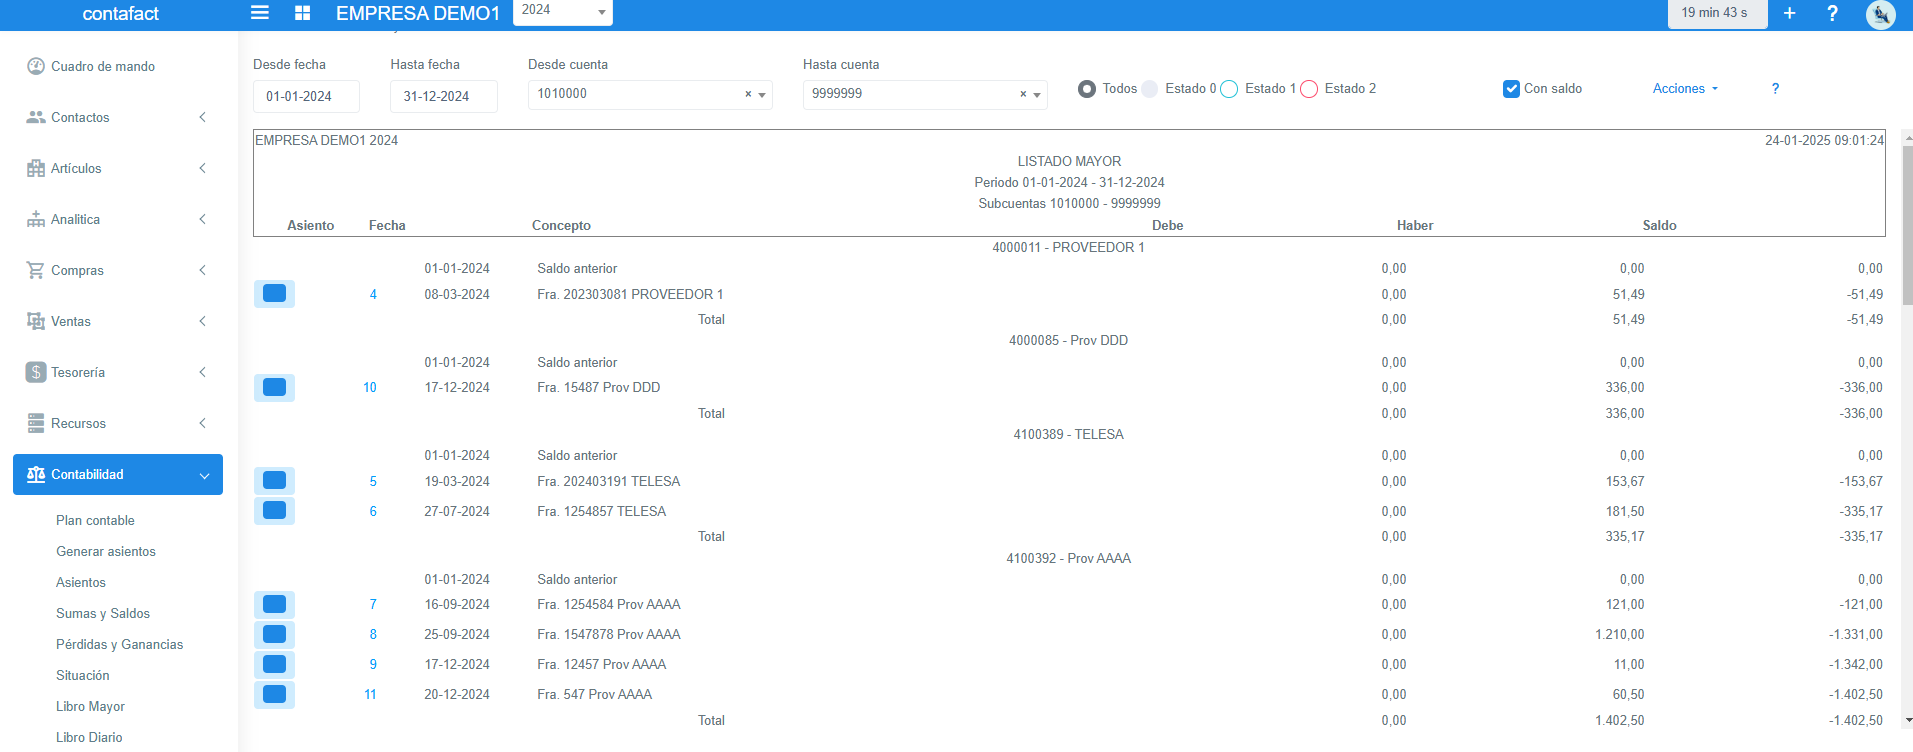 contafact
EMPRESA DEMO1
2024
19 min 43 s
+
?
Cuadro de mando
Contactos
Artículos
Analítica
Compras
Ventas
Tesorería
Recursos
Contabilidad
Plan contable
Generar asientos
Asientos
Sumas y Saldos
Pérdidas y Ganancias
Situación
Libro Mayor
Libro Diario
Desde fecha Hasta fecha Desde cuenta Hasta cuenta
01-01-2024 31-12-2024 1010000 × 9999999 ×
Todos Estado 0 Estado 1 Estado 2 Con saldo Acciones ?
EMPRESA DEMO1 2024 24-01-2025 09:01:24
LISTADO MAYOR
Periodo 01-01-2024 - 31-12-2024
Subcuentas 1010000 - 9999999
Asiento Fecha Concepto Debe Haber Saldo
4000011 - PROVEEDOR 1
01-01-2024 Saldo anterior 0,00 0,00 0,00
4 08-03-2024 Fra. 202303081 PROVEEDOR 1 0,00 51,49 -51,49
Total 0,00 51,49 -51,49
4000085 - Prov DDD
01-01-2024 Saldo anterior 0,00 0,00 0,00
10 17-12-2024 Fra. 15487 Prov DDD 0,00 336,00 -336,00
Total 0,00 336,00 -336,00
4100389 - TELESA
01-01-2024 Saldo anterior 0,00 0,00 0,00
5 19-03-2024 Fra. 202403191 TELESA 0,00 153,67 -153,67
6 27-07-2024 Fra. 1254857 TELESA 0,00 181,50 -335,17
Total 0,00 335,17 -335,17
4100392 - Prov AAAA
01-01-2024 Saldo anterior 0,00 0,00 0,00
7 16-09-2024 Fra. 1254584 Prov AAAA 0,00 121,00 -121,00
8 25-09-2024 Fra. 1547878 Prov AAAA 0,00 1.210,00 -1.331,00
9 17-12-2024 Fra. 12457 Prov AAAA 0,00 11,00 -1.342,00
11 20-12-2024 Fra. 547 Prov AAAA 0,00 60,50 -1.402,50
Total 0,00 1.402,50 -1.402,50